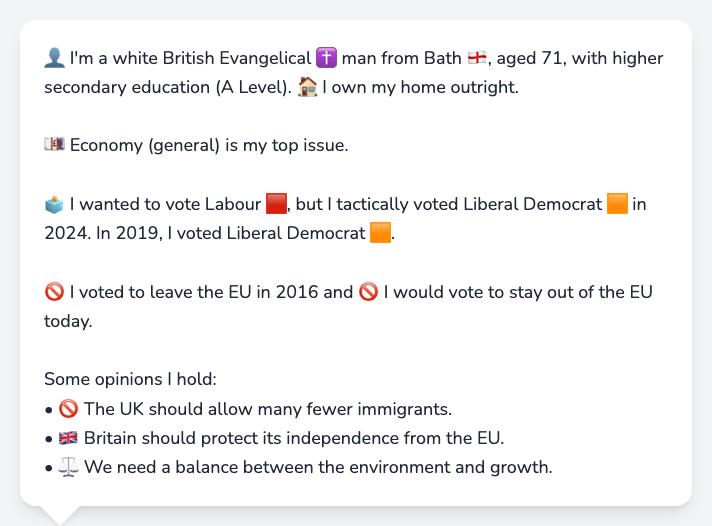 👤 I'm a white British Evangelical ✝️ man from Bath 🏴󠁧󠁢󠁥󠁮󠁧󠁿, aged 71, with higher
secondary education (A Level). 🏠 I own my home outright.
💷 Economy (general) is my top issue.
🗳️ I wanted to vote Labour 🟥, but I tactically voted Liberal Democrat 🟧 in
2024. In 2019, I voted Liberal Democrat 🟧.
🚫 I voted to leave the EU in 2016 and 🚫 I would vote to stay out of the EU
today.
Some opinions I hold:
• 🚫 The UK should allow many fewer immigrants.
• 🇬🇧 Britain should protect its independence from the EU.
• ⚖️ We need a balance between the environment and growth.